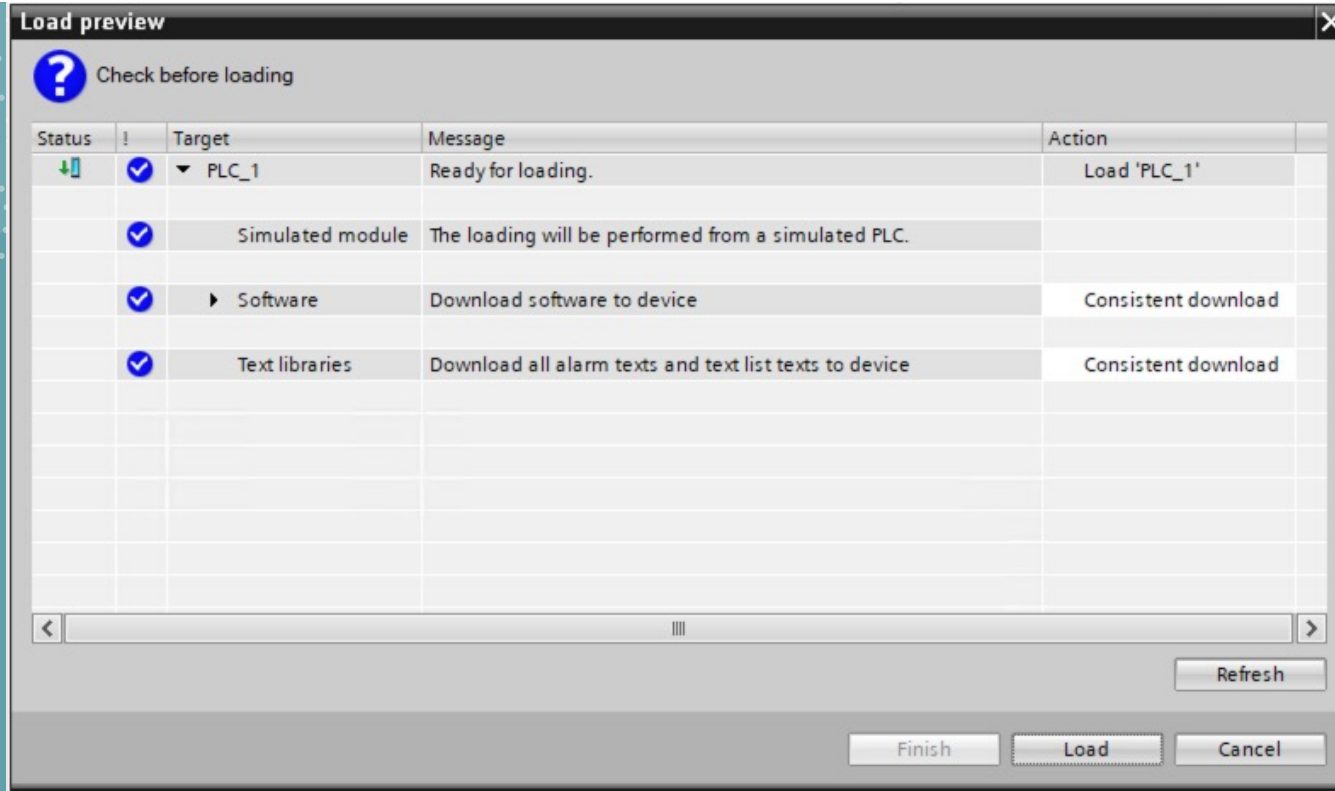 Load preview
Check before loading
Status ! Target Message Action
PLC_1 Ready for loading. Load 'PLC_1'
Simulated module The loading will be performed from a simulated PLC.
Software Download software to device Consistent download
Text libraries Download all alarm texts and text list texts to device Consistent download
Refresh
Finish Load Cancel